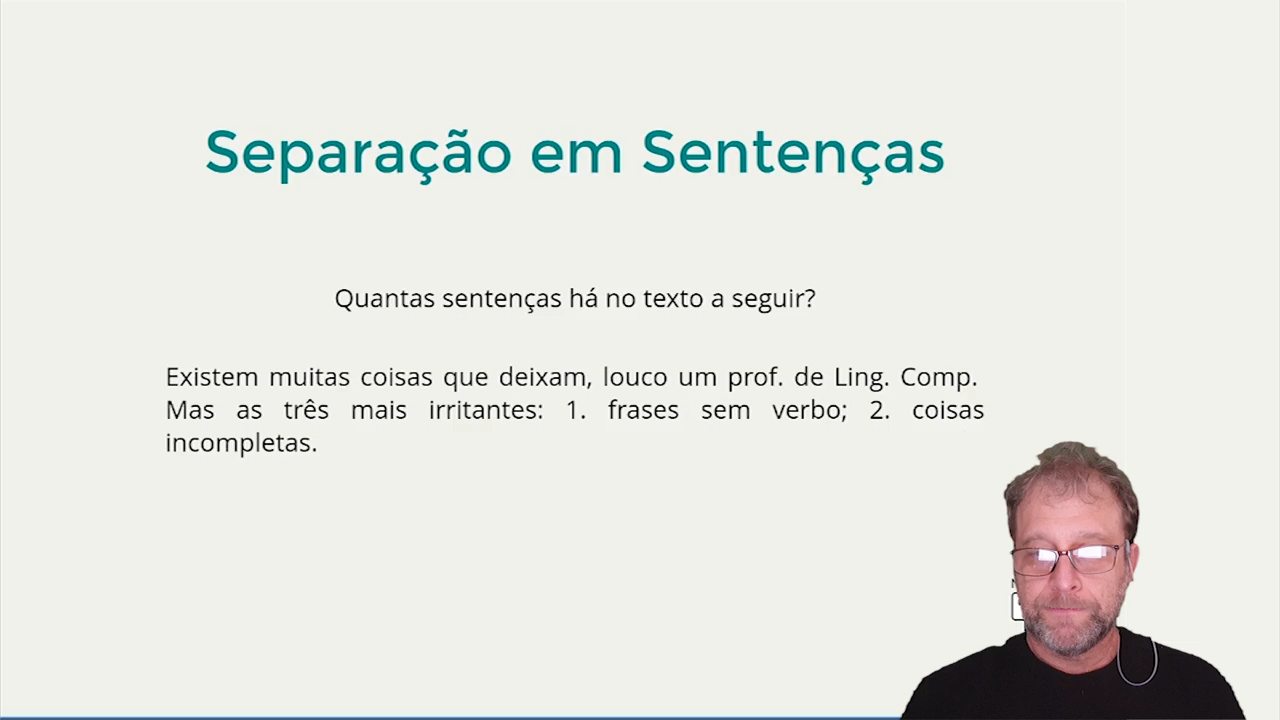 Separação em Sentenças
Quantas sentenças há no texto a seguir?
Existem muitas coisas que deixam, louco um prof. de Ling. Comp.
Mas as três mais irritantes: 1. frases sem verbo; 2. coisas
incompletas.